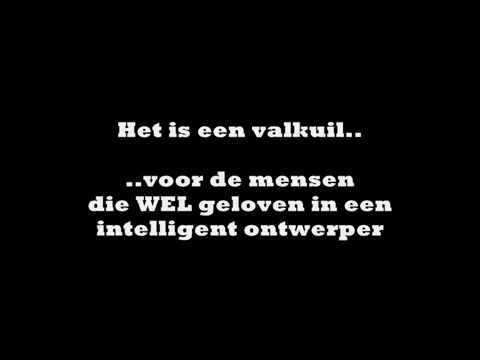 Het is een valkuil..
..voor de mensen
die WEL geloven in een
intelligent ontwerper